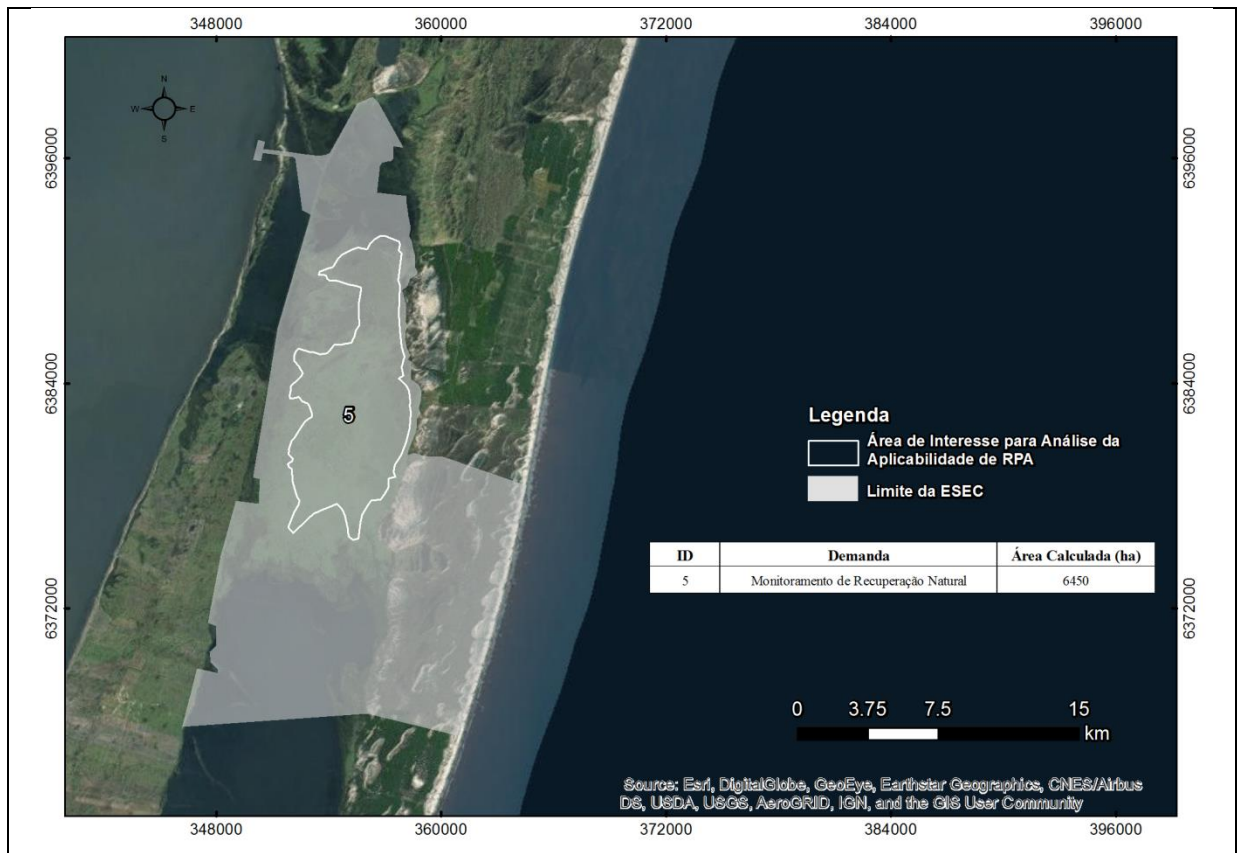 348000 360000 372000 384000 396000
N
W E
S
6396000 6396000
6384000 6384000
5
Legenda
Área de Interesse para Análise da
Aplicabilidade de RPA
Limite da ESEC
ID Demanda Área Calculada (ha)
5 Monitoramento de Recuperação Natural 6450
6372000 6372000
0 3.75 7.5 15
km
Source: Esri, DigitalGlobe, GeoEye, Earthstar Geographics, CNES/Airbus
DS, USDA, USGS, AeroGRID, IGN, and the GIS User Community
348000 360000 372000 384000 396000